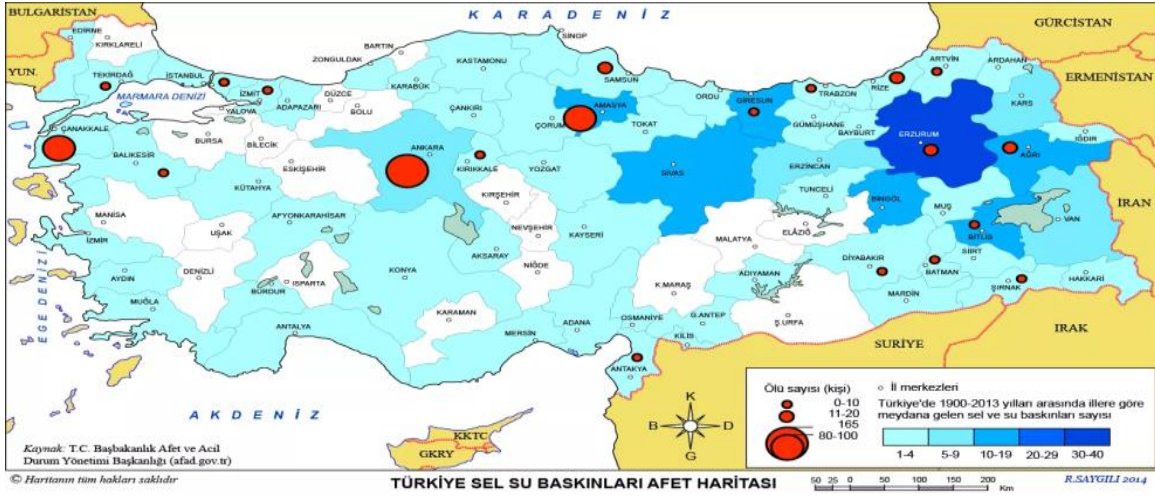 BULGARİSTAN
K A R A D E N İ Z
GÜRCİSTAN
YUN.
ERMENİSTAN
İRAN
IRAK
SURİYE
MARMARA DENİZİ
E G E D E N İ Z İ
A K D E N İ Z
KKTC
GKRY
EDİRNE
KIRKLARELİ
TEKİRDAĞ
İSTANBUL
İZMİT
ADAPAZARI
YALOVA
DÜZCE
BOLU
ZONGULDAK
BARTIN
KARABÜK
KASTAMONU
SİNOP
SAMSUN
ÇANKIRI
ÇORUM
AMASYA
TOKAT
ORDU
GİRESUN
TRABZON
RİZE
ARTVİN
ARDAHAN
KARS
IĞDIR
GÜMÜŞHANE
BAYBURT
ERZURUM
AĞRI
ERZİNCAN
TUNCELİ
BİNGÖL
MUŞ
VAN
BİTLİS
SİİRT
BATMAN
HAKKARİ
ŞIRNAK
MARDİN
DİYABAKIR
ELÂZIĞ
MALATYA
ADIYAMAN
Ş.URFA
K.MARAŞ
G.ANTEP
KİLİS
OSMANİYE
ANTAKYA
ADANA
MERSİN
SİVAS
KAYSERİ
YOZGAT
KIRIKKALE
ANKARA
KIRŞEHİR
NEVŞEHİR
NİĞDE
AKSARAY
KONYA
KARAMAN
ANTALYA
ISPARTA
BURDUR
AFYONKARAHİSAR
ESKİŞEHİR
BİLECİK
BURSA
KÜTAHYA
UŞAK
DENİZLİ
MUĞLA
AYDIN
İZMİR
MANİSA
BALIKESİR
ÇANAKKALE
K
B
D
G
Ölü sayısı (kişi)
0-10
11-20
165
80-100
İl merkezleri
Türkiye'de 1900-2013 yılları arasında illere göre
meydana gelen sel ve su baskınları sayısı
1-4 5-9 10-19 20-29 30-40
Kaynak: T.C. Başbakanlık Afet ve Acil
Durum Yönetimi Başkanlığı (afad.gov.tr)
© Haritanın tüm hakları saklıdır
TÜRKİYE SEL SU BASKINLARI AFET HARİTASI
50 25 0 50 100 150 200
Km
R.SAYGILI 2014